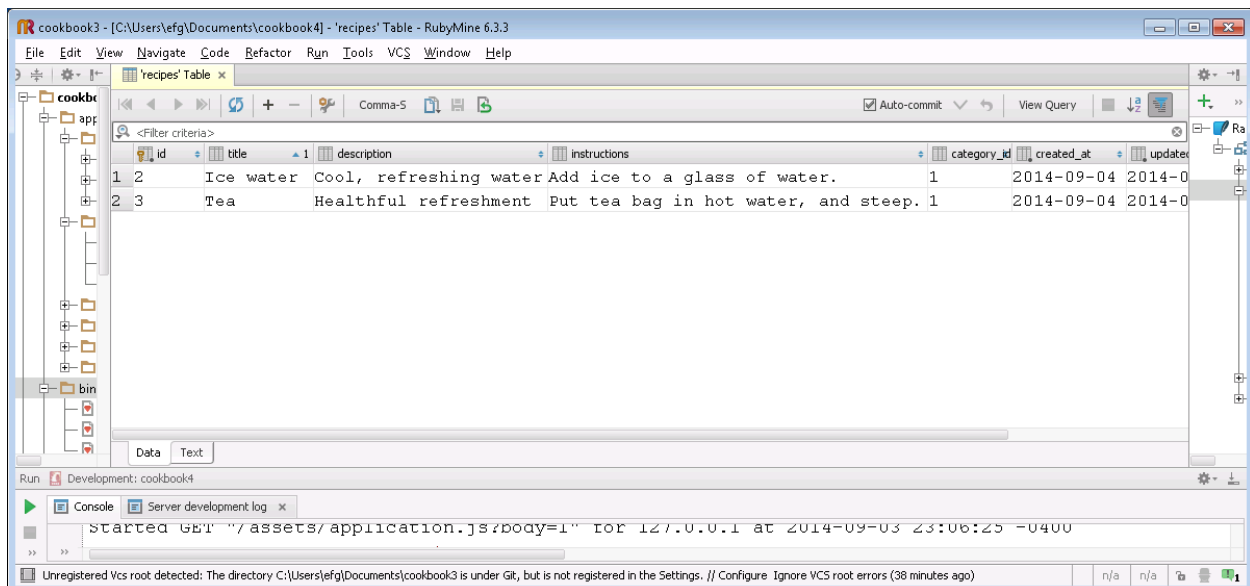 cookbook3 - [C:\Users\efg\Documents\cookbook4] - 'recipes' Table - RubyMine 6.3.3
File Edit View Navigate Code Refactor Run Tools VCS Window Help
'recipes' Table
cookbo
app
bin
Comma-S Auto-commit View Query
Ra
<Filter criteria>
id title 1 description instructions category_id created_at updated
1 2 Ice water Cool, refreshing water Add ice to a glass of water. 1 2014-09-04 2014-0
2 3 Tea Healthful refreshment Put tea bag in hot water, and steep. 1 2014-09-04 2014-0
Data Text
Run Development: cookbook4
Console Server development log
Started GET "/assets/application.js?body=1" for 127.0.0.1 at 2014-09-03 23:06:25 -0400
Unregistered Vcs root detected: The directory C:\Users\efg\Documents\cookbook3 is under Git, but is not registered in the Settings. // Configure Ignore VCS root errors (38 minutes ago) n/a n/a 1